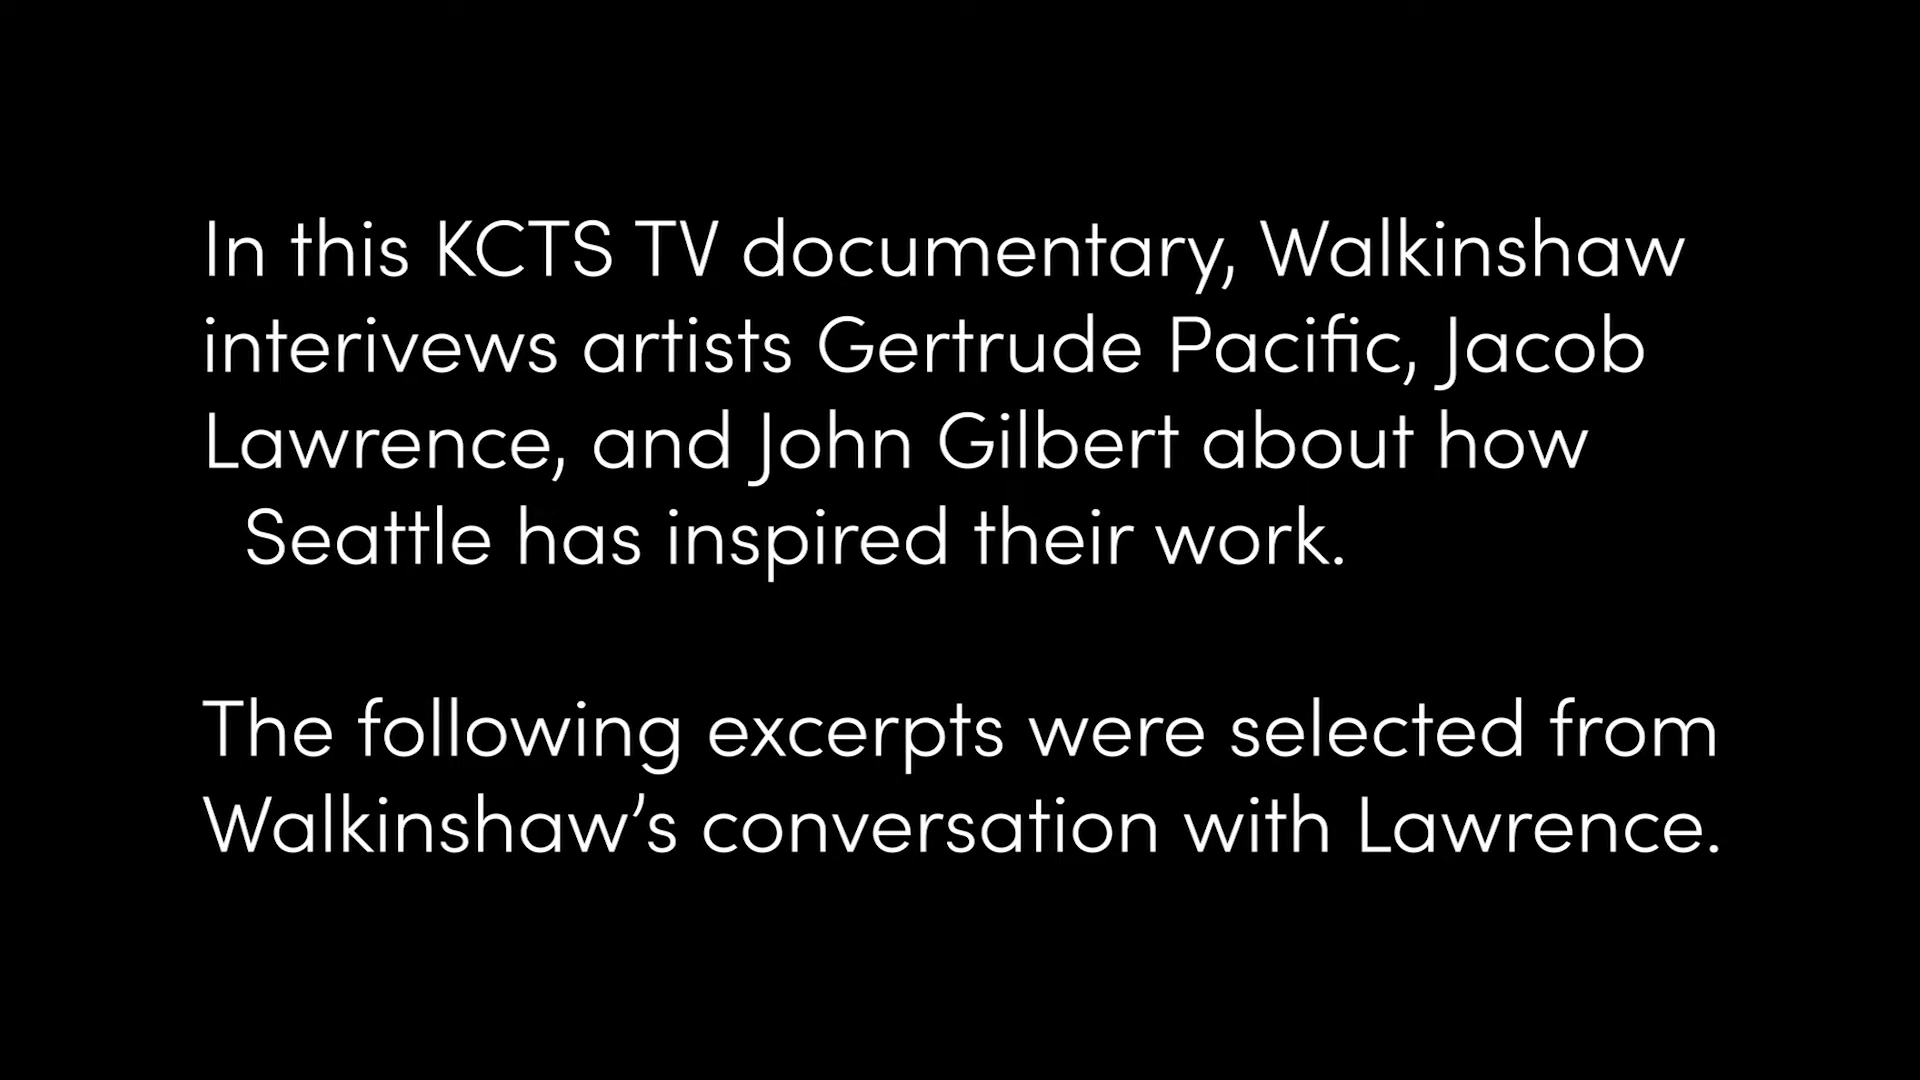 In this KCTS TV documentary, Walkinshaw
interivews artists Gertrude Pacific, Jacob
Lawrence, and John Gilbert about how
Seattle has inspired their work.
The following excerpts were selected from
Walkinshaw’s conversation with Lawrence.